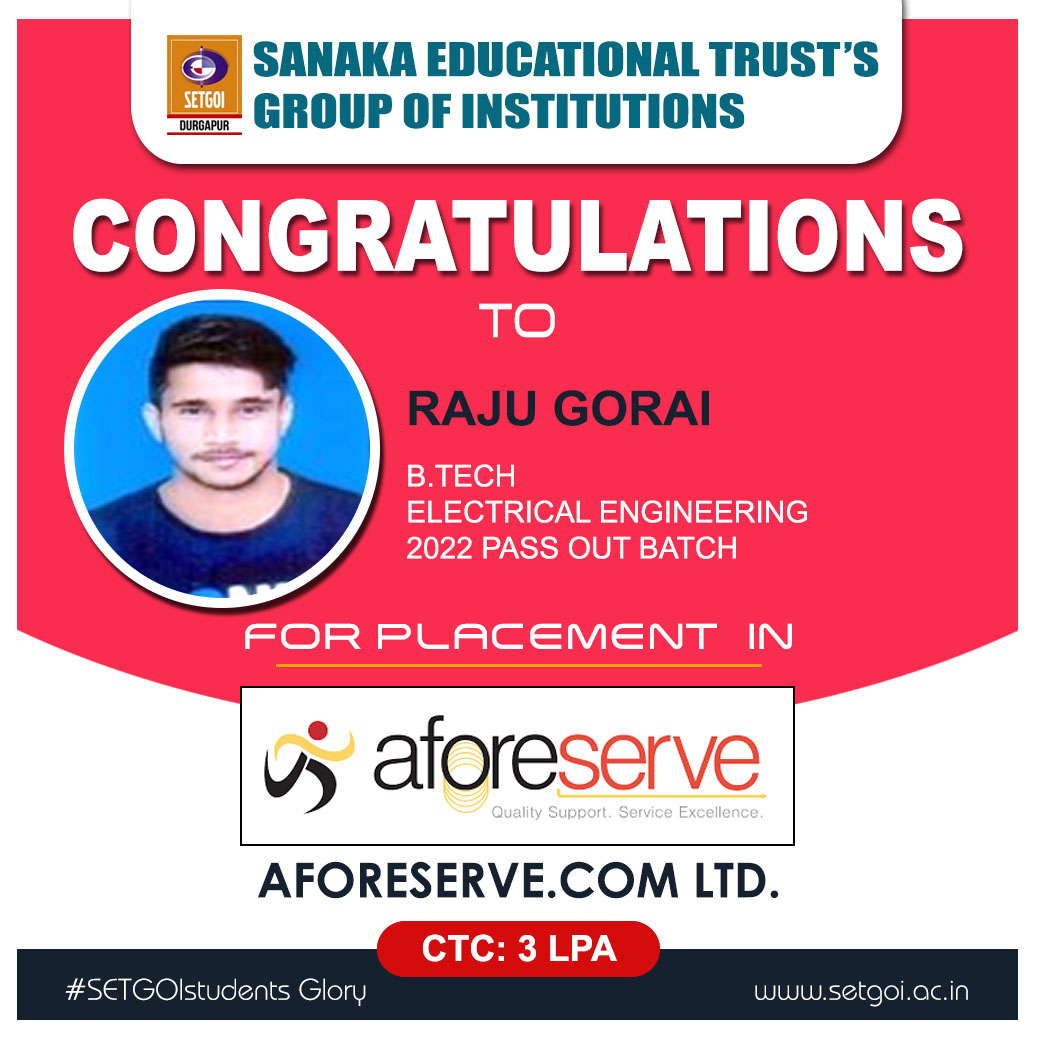 SETGOI
DURGAPUR
SANAKA EDUCATIONAL TRUST'S
GROUP OF INSTITUTIONS
CONGRATULATIONS
TO
RAJU GORAI
B.TECH
ELECTRICAL ENGINEERING
2022 PASS OUT BATCH
FOR PLACEMENT IN
aforeserve
Quality Support. Service Excellence.
AFORESERVE.COM LTD.
CTC: 3 LPA
#SETGOIstudents Glory
www.setgoi.ac.in